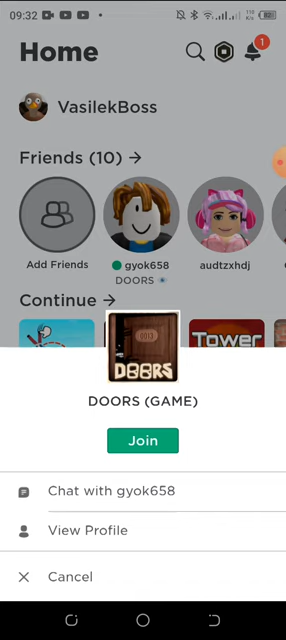 09:32
Home
1
VasilekBoss
Friends (10) →
Add Friends
gyok658
DOORS
audtzxhdj
Continue →
Tower
DOORS
DOORS (GAME)
Join
Chat with gyok658
View Profile
Cancel